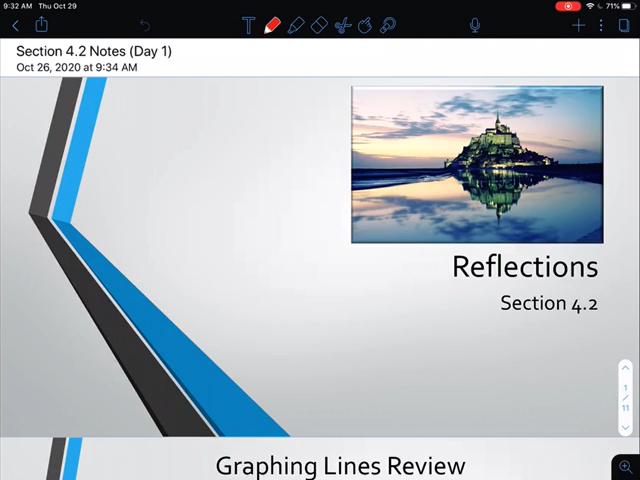 9:32 AM Thu Oct 29
71%
Section 4.2 Notes (Day 1)
Oct 26, 2020 at 9:34 AM
Reflections
Section 4.2
1
/
11
Graphing Lines Review